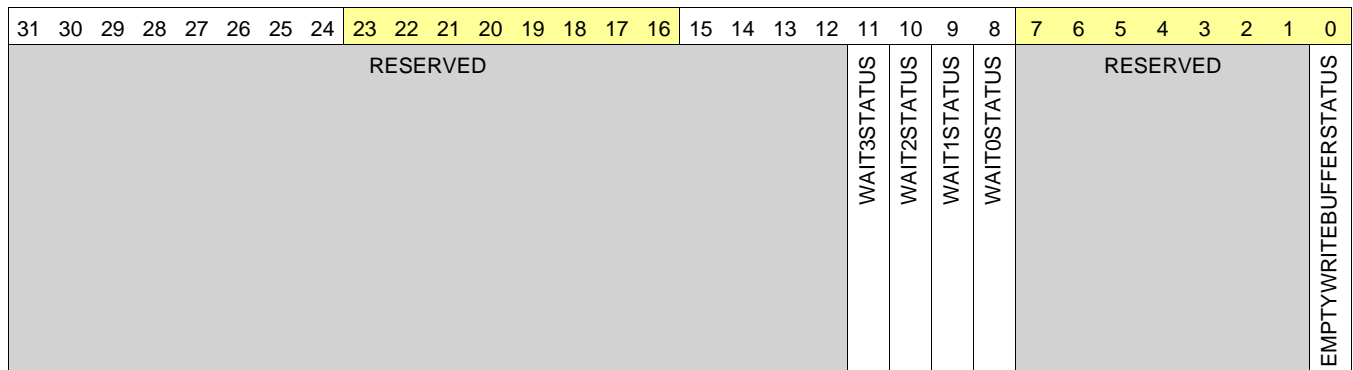 31 30 29 28 27 26 25 24 23 22 21 20 19 18 17 16 15 14 13 12 11 10 9 8 7 6 5 4 3 2 1 0
RESERVED
WAIT3STATUS
WAIT2STATUS
WAIT1STATUS
WAIT0STATUS
RESERVED
EMPTYWRITEBUFFERSTATUS